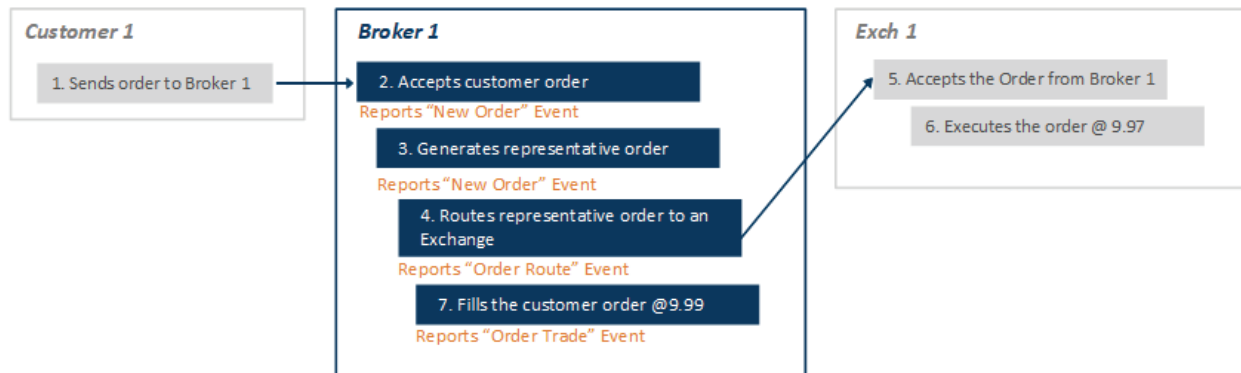 Customer 1
1. Sends order to Broker 1
Broker 1
2. Accepts customer order
Reports “New Order” Event
3. Generates representative order
Reports “New Order” Event
4. Routes representative order to an
Exchange
Reports “Order Route” Event
7. Fills the customer order @9.99
Reports “Order Trade” Event
Exch 1
5. Accepts the Order from Broker 1
6. Executes the order @ 9.97